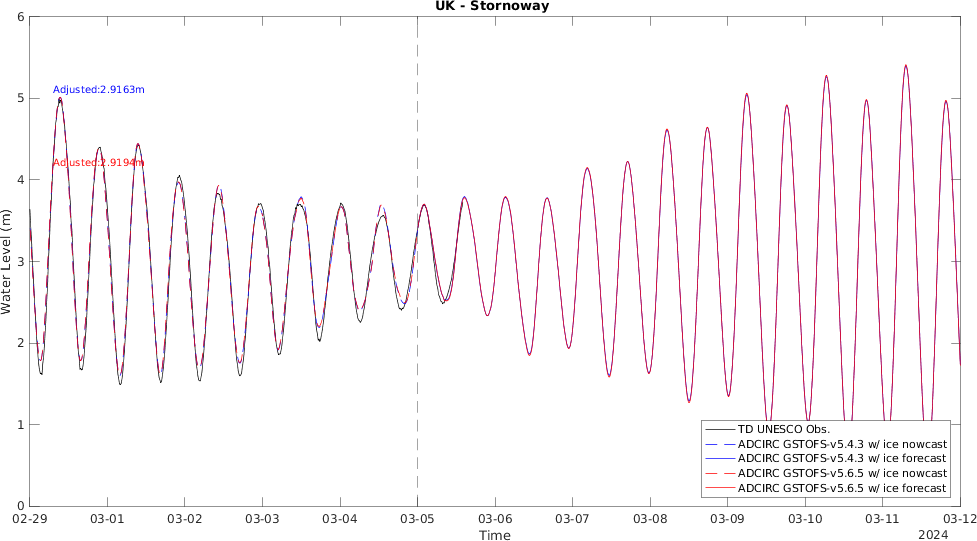 UK - Stornoway
6
5
4
3
2
1
0
Water Level (m)
Adjusted:2.9163m
Adjusted:2.9194m
TD UNESCO Obs.
ADCIRC GSTOFS-v5.4.3 w/ ice nowcast
ADCIRC GSTOFS-v5.4.3 w/ ice forecast
ADCIRC GSTOFS-v5.6.5 w/ ice nowcast
ADCIRC GSTOFS-v5.6.5 w/ ice forecast
02-29 03-01 03-02 03-03 03-04 03-05 03-06 03-07 03-08 03-09 03-10 03-11 03-12
Time
2024